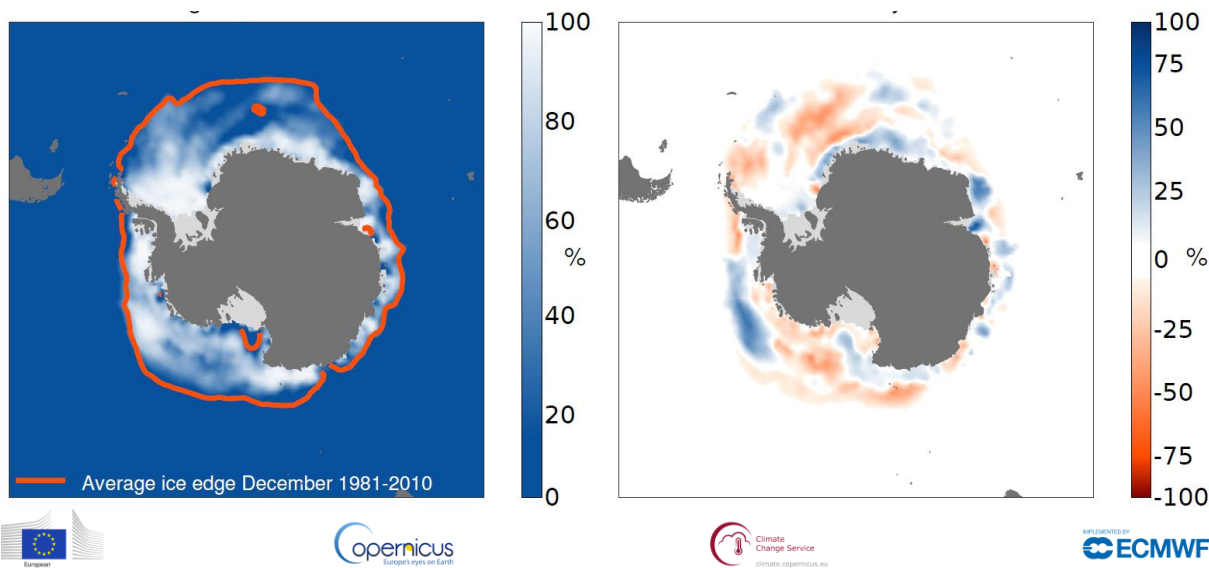 100
80
60
%
40
20
0
Average ice edge December 1981-2010
100
75
50
25
0 %
-25
-50
-75
-100
European
opernicus
Europe's eyes on Earth
Climate
Change Service
climate.copernicus.eu
IMPLEMENTED BY
ECMWF